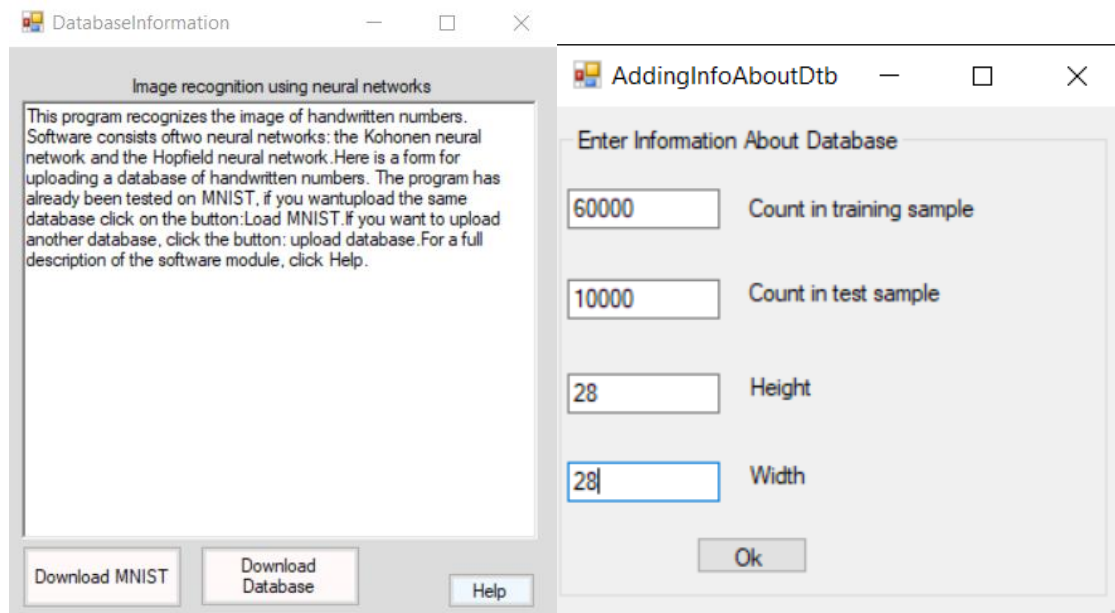 DatabaseInformation
Image recognition using neural networks
This program recognizes the image of handwritten numbers.
Software consists oftwo neural networks: the Kohonen neural
network and the Hopfield neural network.Here is a form for
uploading a database of handwritten numbers. The program has
already been tested on MNIST, if you wantupload the same
database click on the button:Load MNIST.If you want to upload
another database, click the button: upload database.For a full
description of the software module, click Help.
Download MNIST
Download
Database
Help
AddingInfoAboutDtb
Enter Information About Database
60000 Count in training sample
10000 Count in test sample
28 Height
28 Width
Ok